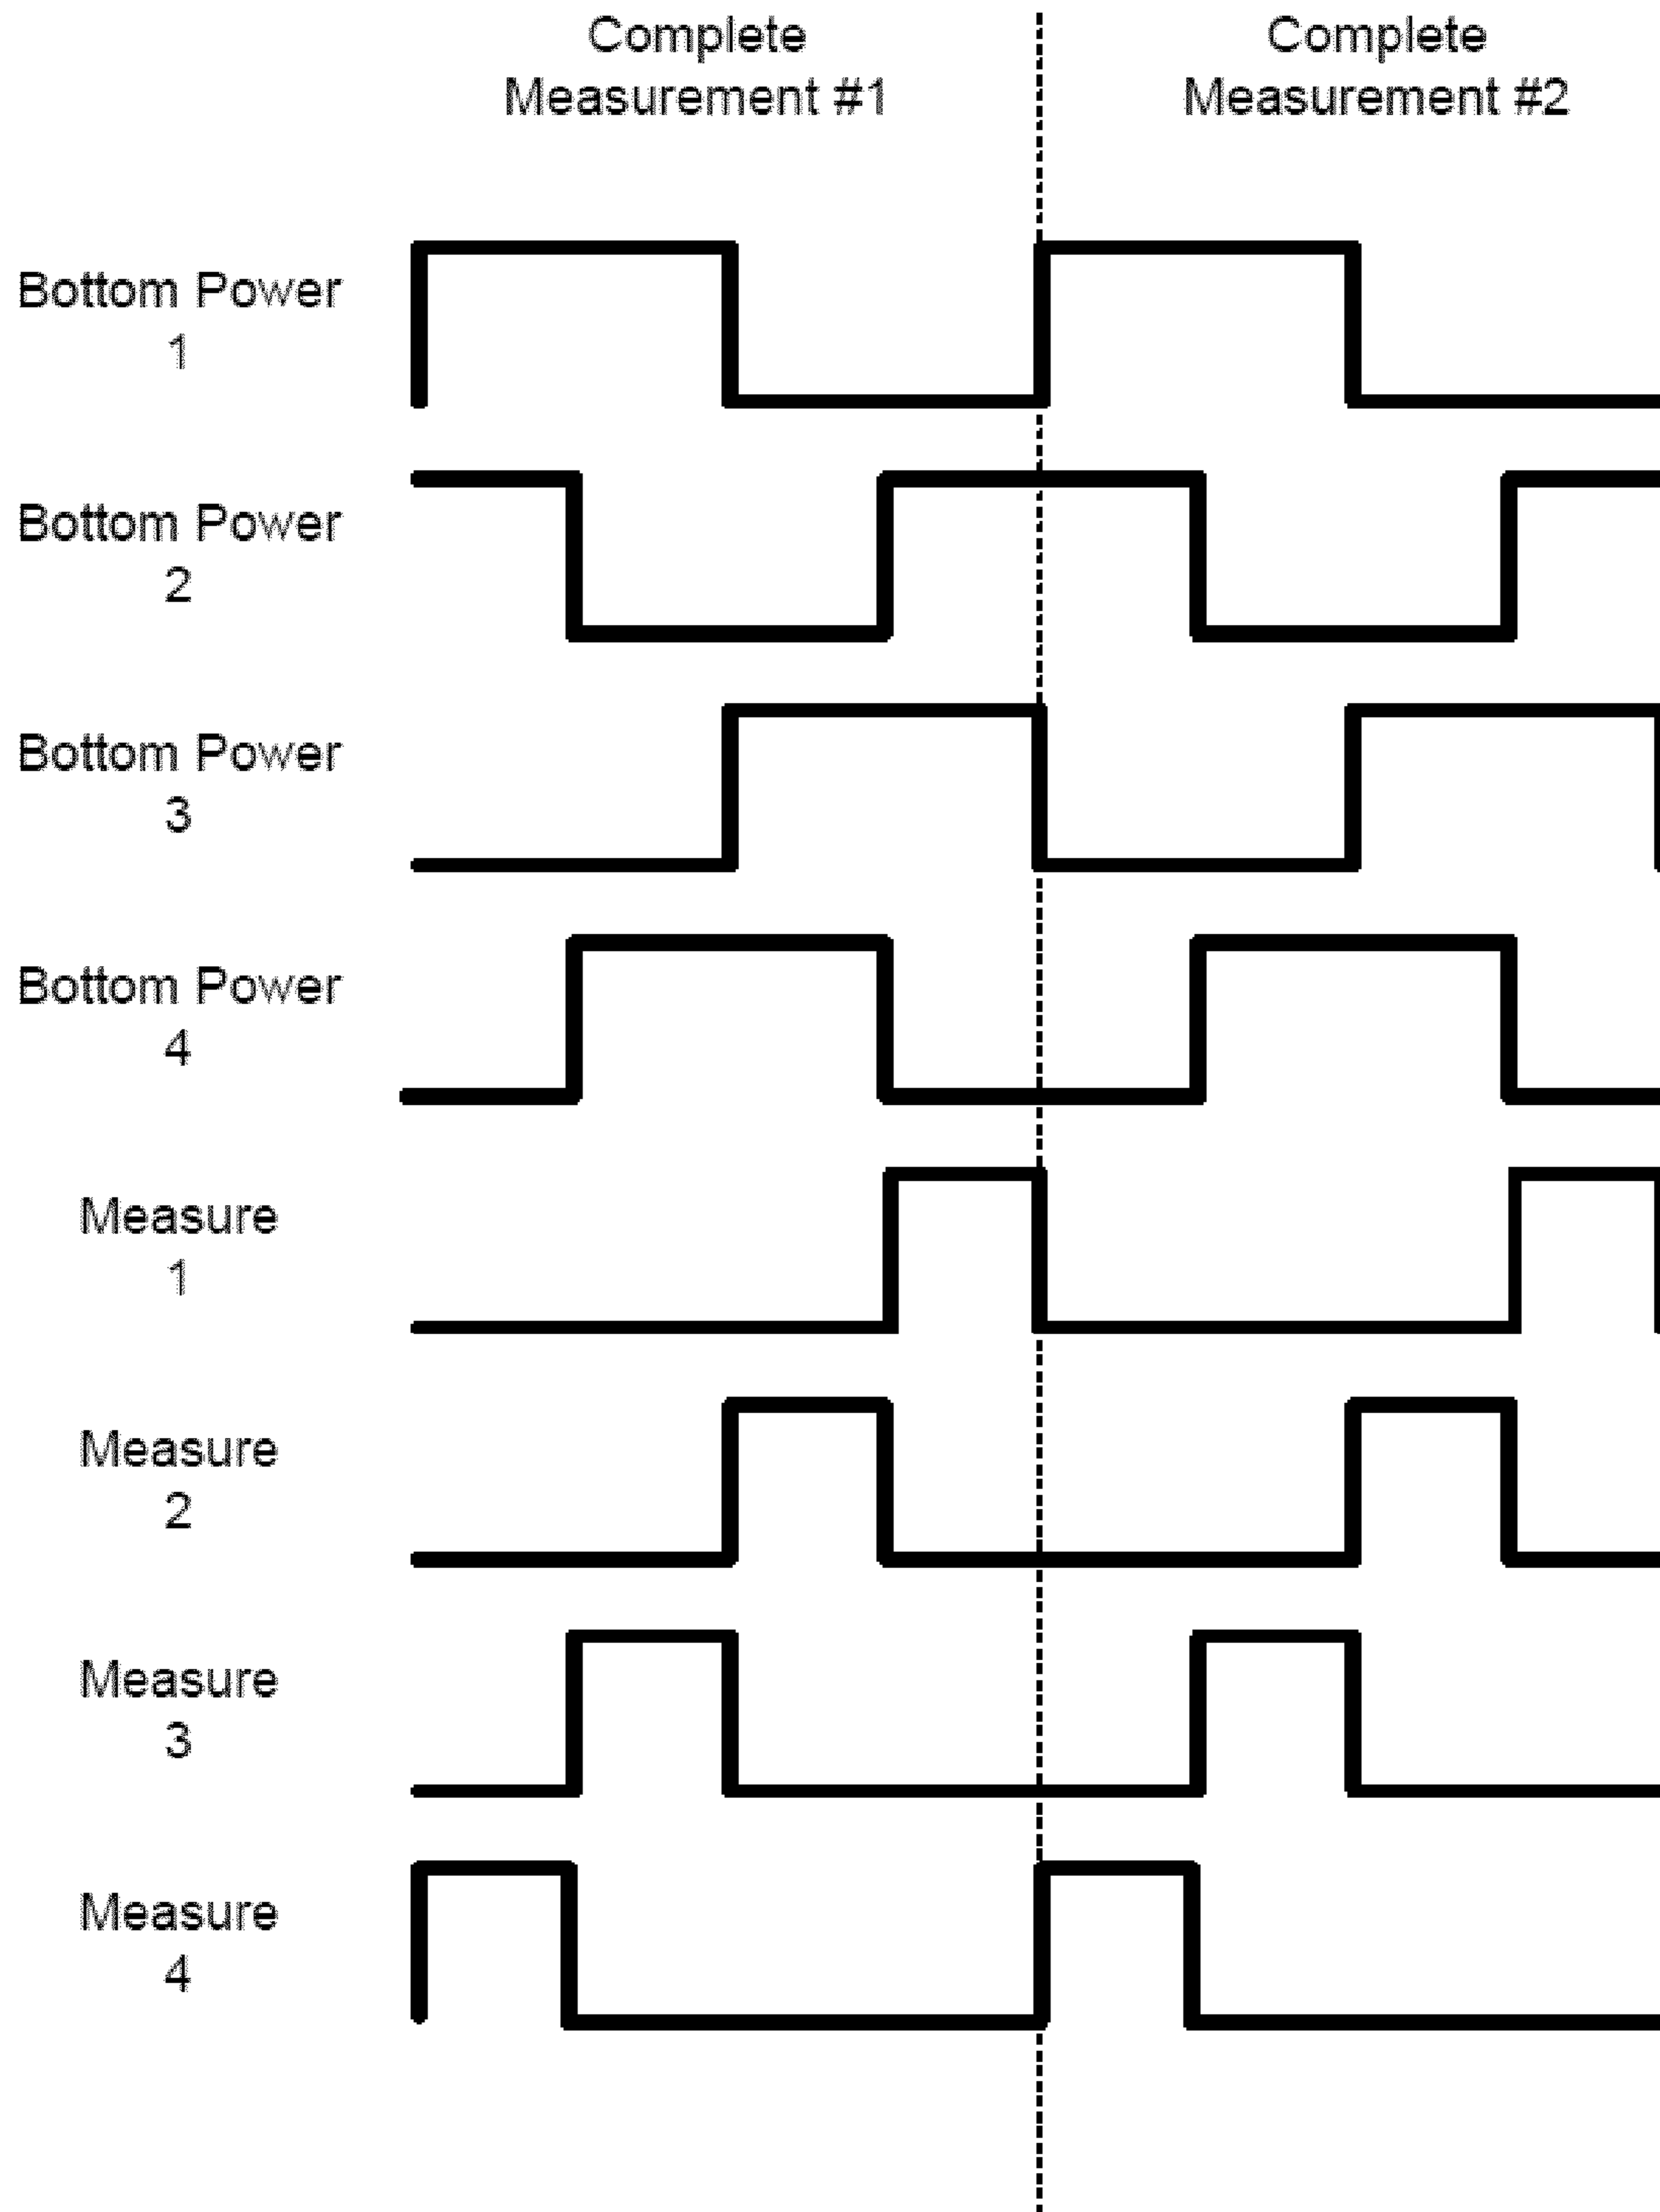 Complete
Measurement #1
Complete
Measurement #2
Bottom Power
1
Bottom Power
2
Bottom Power
3
Bottom Power
4
Measure
1
Measure
2
Measure
3
Measure
4